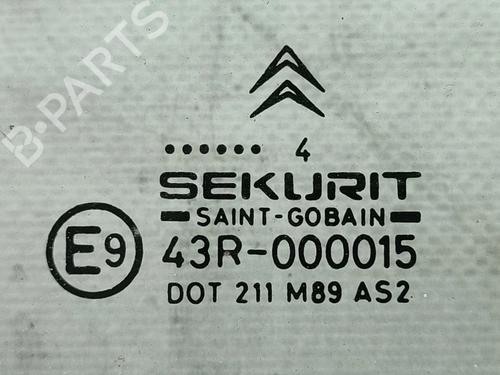 B-PARTS
...... 4
SEKURIT
SAINT-GOBAIN
E9 43R-000015
DOT 211 M89 AS2